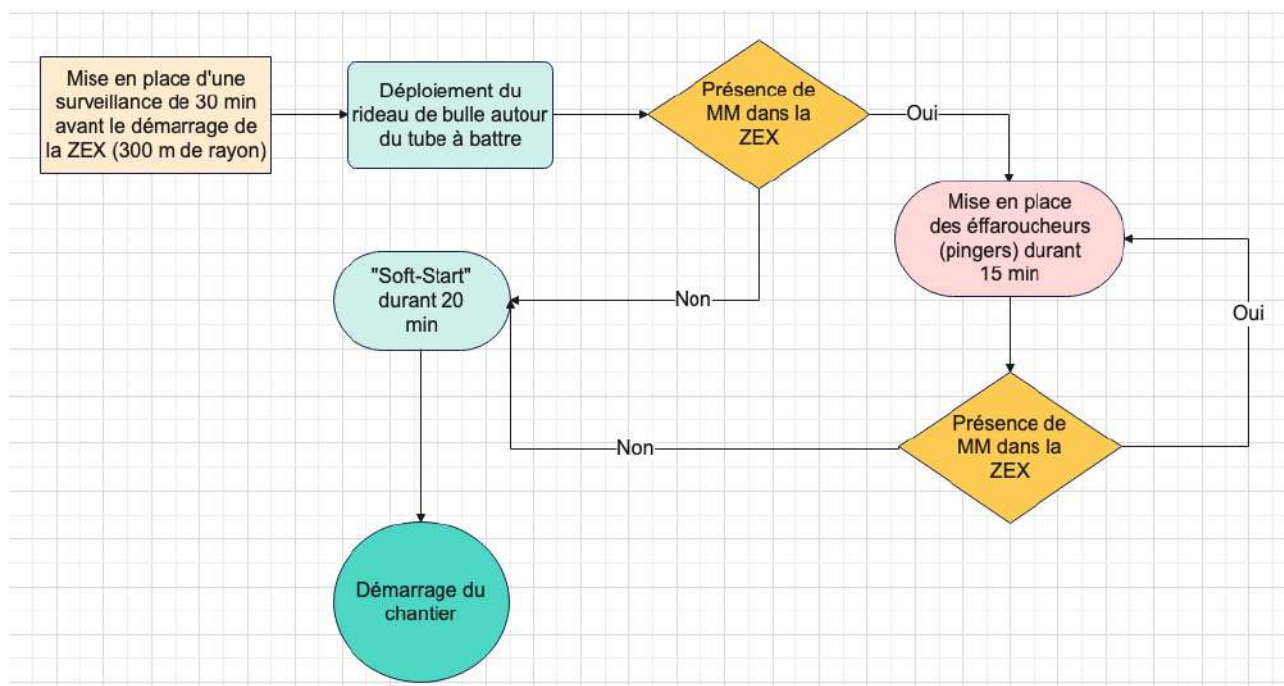 Mise en place d'une
surveillance de 30 min
avant le démarrage de
la ZEX (300 m de rayon)
Déploiement du
rideau de bulle autour
du tube à battre
Présence de
MM dans la
ZEX
Oui
Mise en place
des éffaroucheurs
(pingers) durant
15 min
"Soft-Start"
durant 20
min
Non
Oui
Présence de
MM dans la
ZEX
Non
Démarrage du
chantier